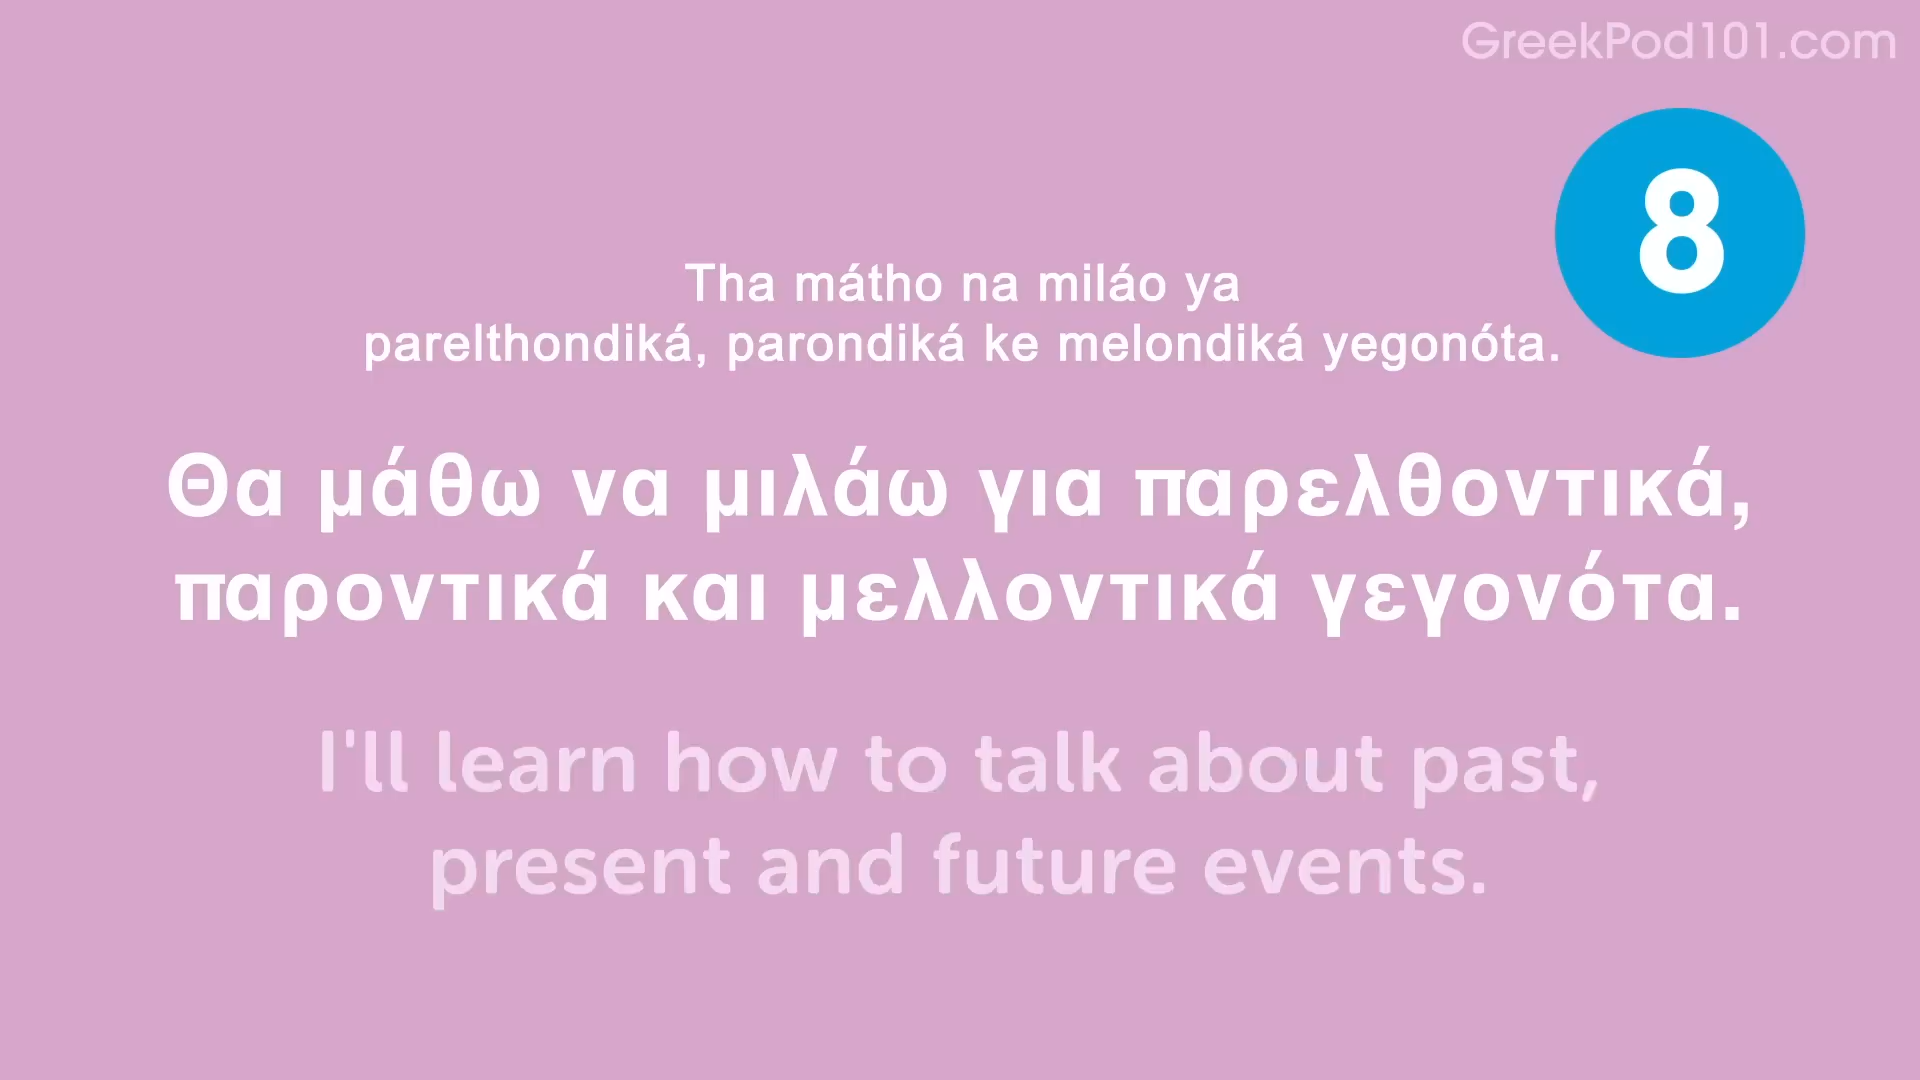 GreekPod101.com
8
Tha mátho na miláo ya
parelthondiká, parondiká ke melondiká yegonóta.
Θα μάθω να μιλάω για παρελθοντικά,
παροντικά και μελλοντικά γεγονότα.
I'll learn how to talk about past,
present and future events.